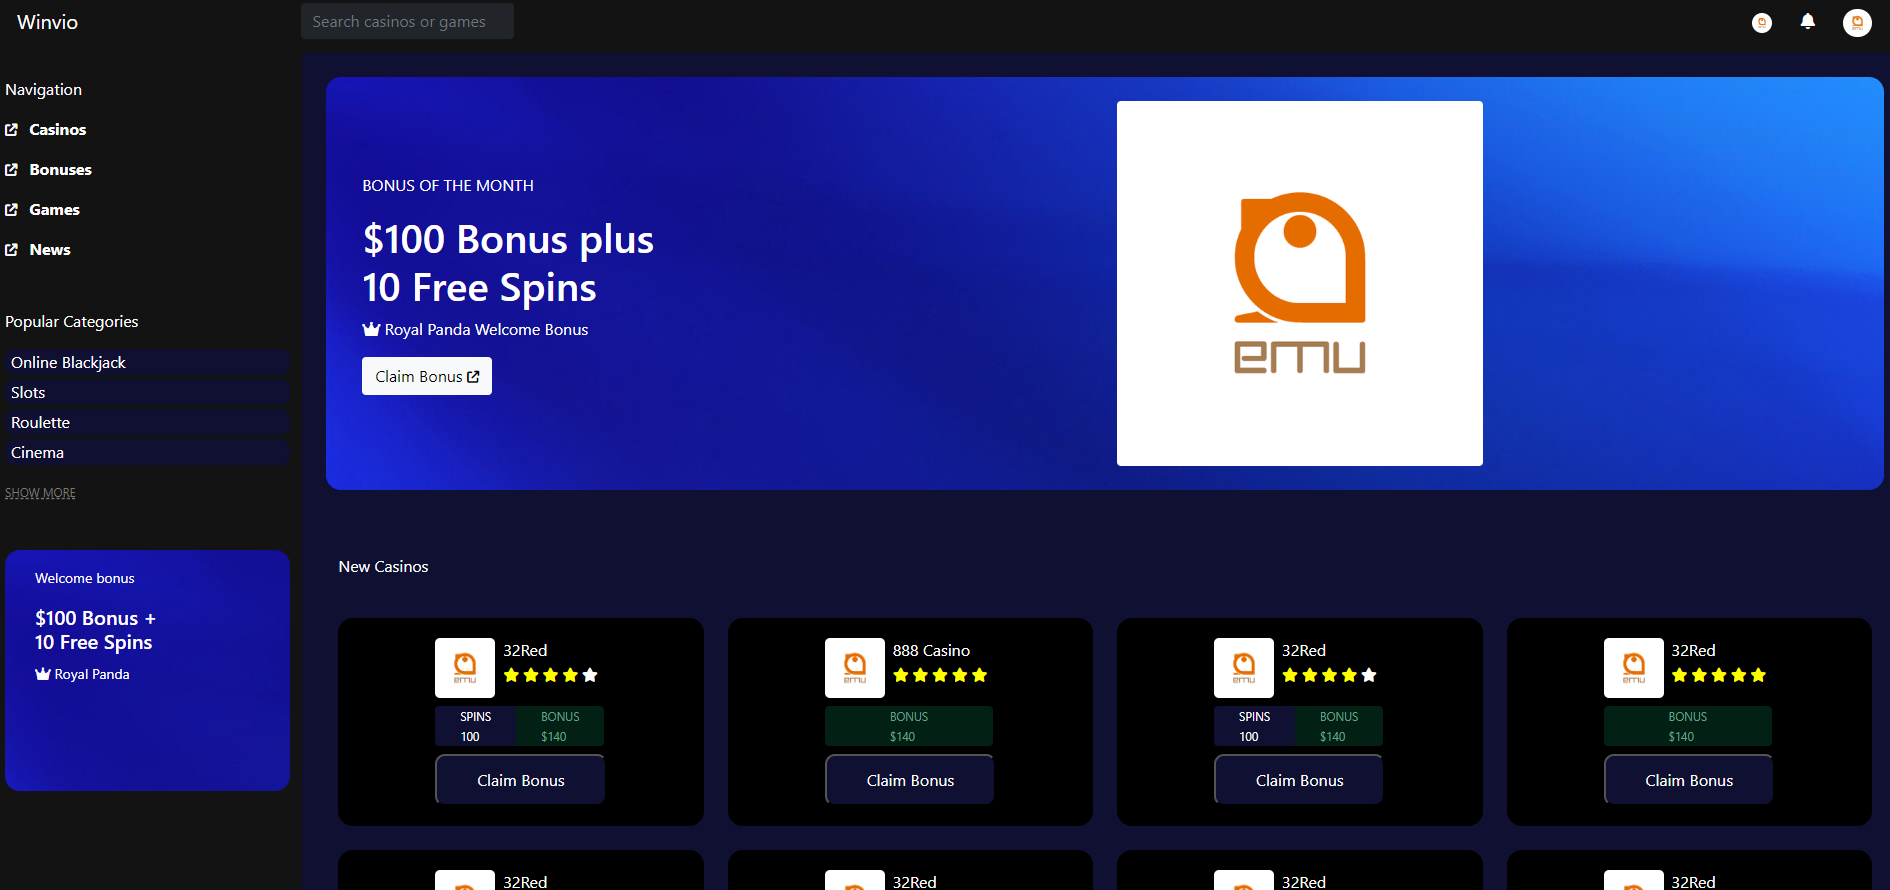 Winvio
Search casinos or games
Navigation
Casinos
Bonuses
Games
News
Popular Categories
Online Blackjack
Slots
Roulette
Cinema
SHOW MORE
Welcome bonus
$100 Bonus +
10 Free Spins
Royal Panda
BONUS OF THE MONTH
$100 Bonus plus
10 Free Spins
Royal Panda Welcome Bonus
Claim Bonus
emu
New Casinos
emu
32Red
SPINS BONUS
100 $140
Claim Bonus
emu
888 Casino
BONUS
$140
Claim Bonus
emu
32Red
SPINS BONUS
100 $140
Claim Bonus
emu
32Red
BONUS
$140
Claim Bonus
32Red
32Red
32Red
32Red